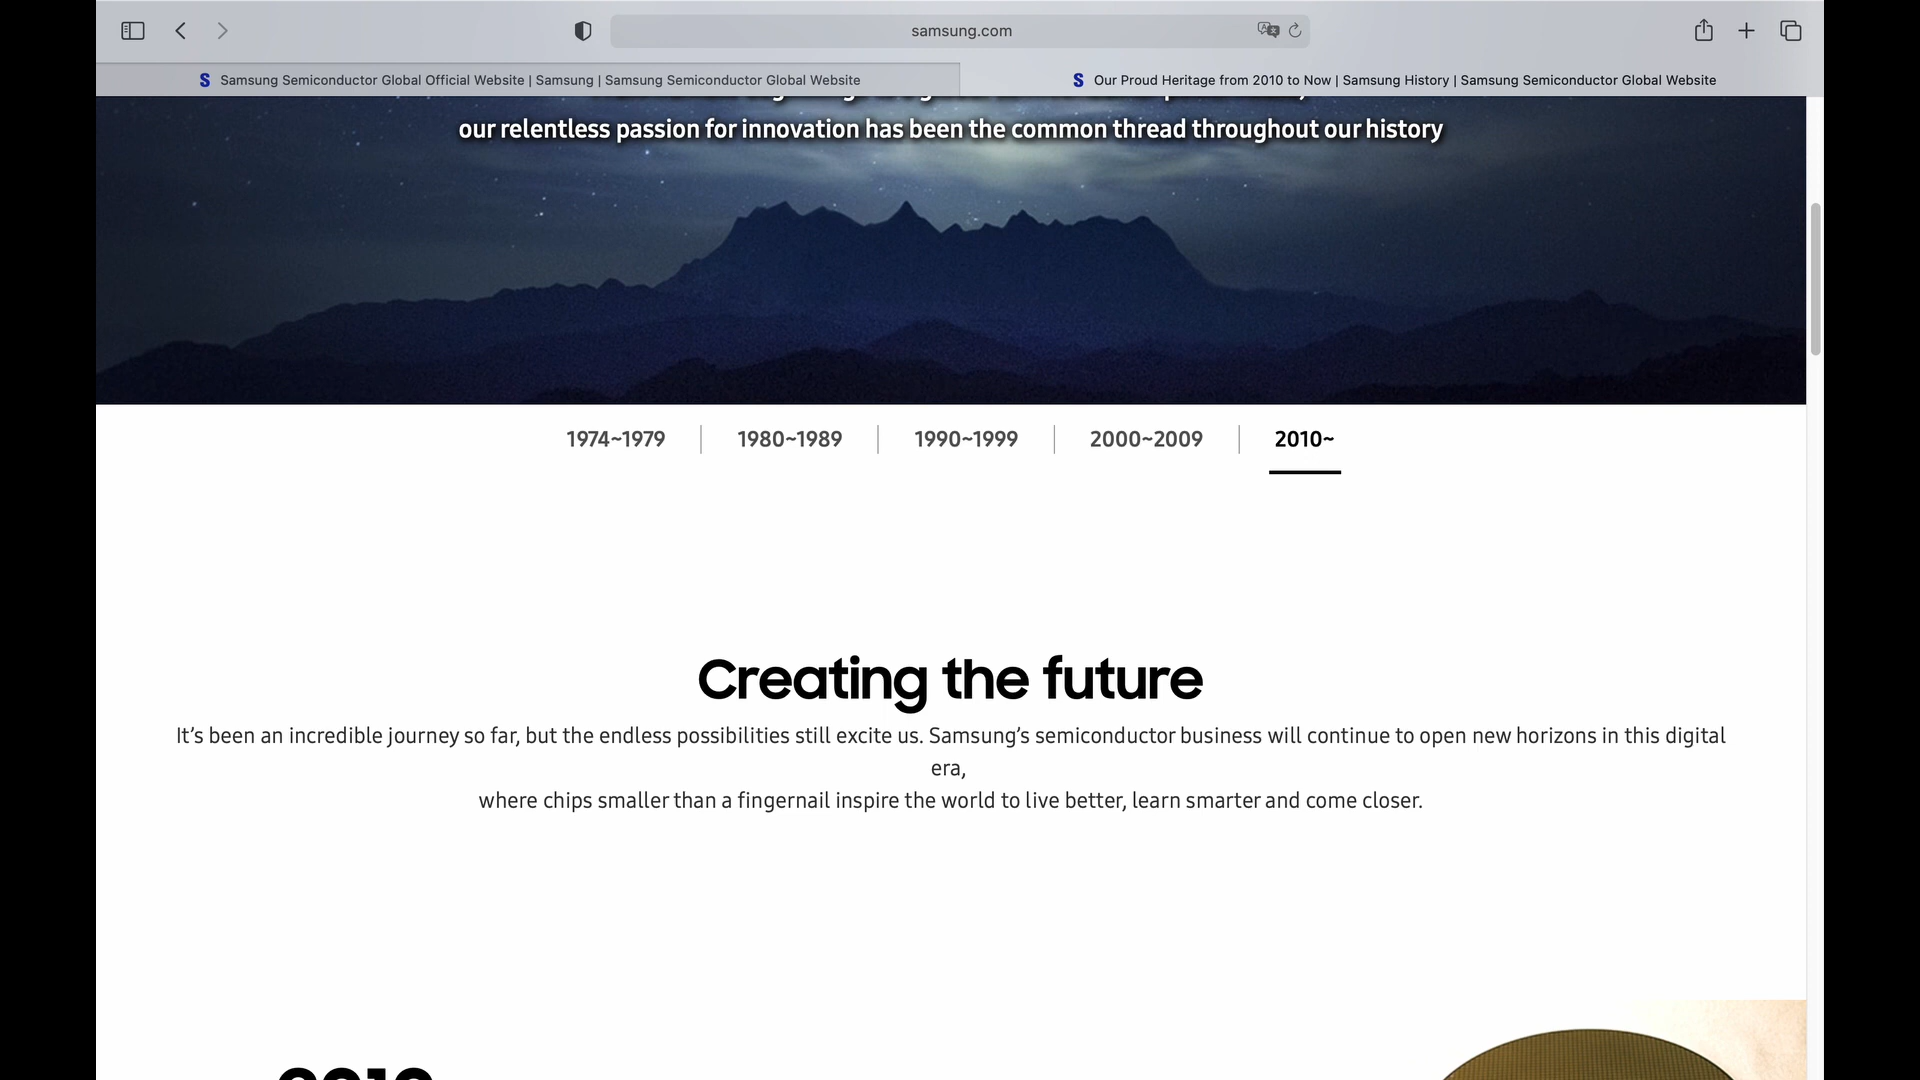 samsung.com
Samsung Semiconductor Global Official Website | Samsung | Samsung Semiconductor Global Website
Our Proud Heritage from 2010 to Now | Samsung History | Samsung Semiconductor Global Website
our relentless passion for innovation has been the common thread throughout our history
1974~1979
1980~1989
1990~1999
2000~2009
2010~
Creating the future
It’s been an incredible journey so far, but the endless possibilities still excite us. Samsung’s semiconductor business will continue to open new horizons in this digital
era,
where chips smaller than a fingernail inspire the world to live better, learn smarter and come closer.